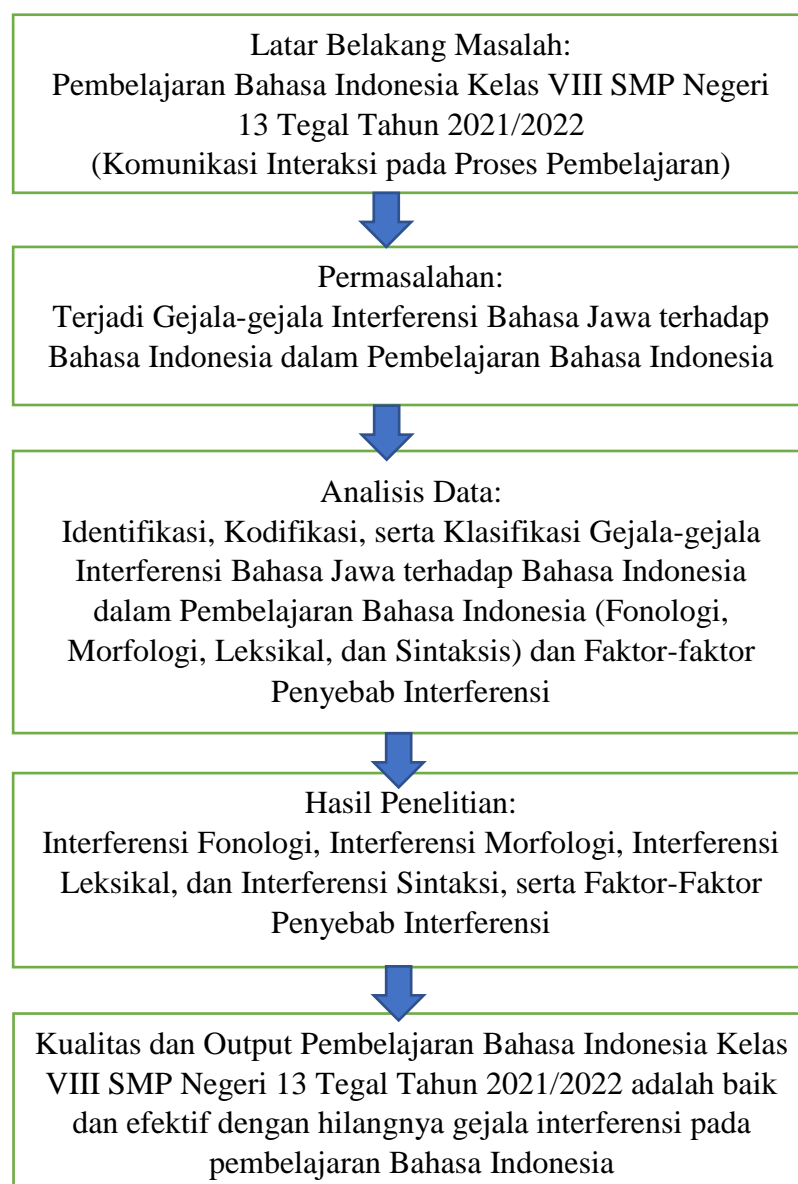 Latar Belakang Masalah:
Pembelajaran Bahasa Indonesia Kelas VIII SMP Negeri
13 Tegal Tahun 2021/2022
(Komunikasi Interaksi pada Proses Pembelajaran)
Permasalahan:
Terjadi Gejala-gejala Interferensi Bahasa Jawa terhadap
Bahasa Indonesia dalam Pembelajaran Bahasa Indonesia
Analisis Data:
Identifikasi, Kodifikasi, serta Klasifikasi Gejala-gejala
Interferensi Bahasa Jawa terhadap Bahasa Indonesia
dalam Pembelajaran Bahasa Indonesia (Fonologi,
Morfologi, Leksikal, dan Sintaksis) dan Faktor-faktor
Penyebab Interferensi
Hasil Penelitian:
Interferensi Fonologi, Interferensi Morfologi, Interferensi
Leksikal, dan Interferensi Sintaksi, serta Faktor-Faktor
Penyebab Interferensi
Kualitas dan Output Pembelajaran Bahasa Indonesia Kelas
VIII SMP Negeri 13 Tegal Tahun 2021/2022 adalah baik
dan efektif dengan hilangnya gejala interferensi pada
pembelajaran Bahasa Indonesia